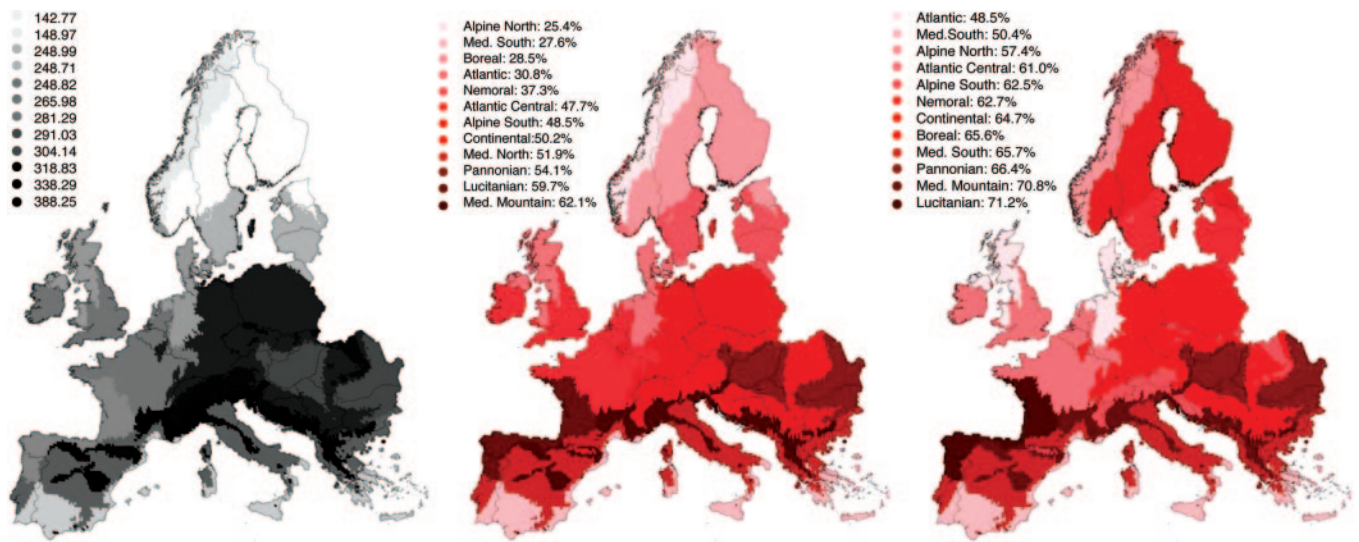 142.77
148.97
248.99
248.71
248.82
265.98
281.29
291.03
304.14
318.83
338.29
388.25
Alpine North: 25.4%
Med. South: 27.6%
Boreal: 28.5%
Atlantic: 30.8%
Nemoral: 37.3%
Atlantic Central: 47.7%
Alpine South: 48.5%
Continental:50.2%
Med. North: 51.9%
Pannonian: 54.1%
Lucitanian: 59.7%
Med. Mountain: 62.1%
Atlantic: 48.5%
Med.South: 50.4%
Alpine North: 57.4%
Atlantic Central: 61.0%
Alpine South: 62.5%
Nemoral: 62.7%
Continental: 64.7%
Boreal: 65.6%
Med. South: 65.7%
Pannonian: 66.4%
Med. Mountain: 70.8%
Lucitanian: 71.2%